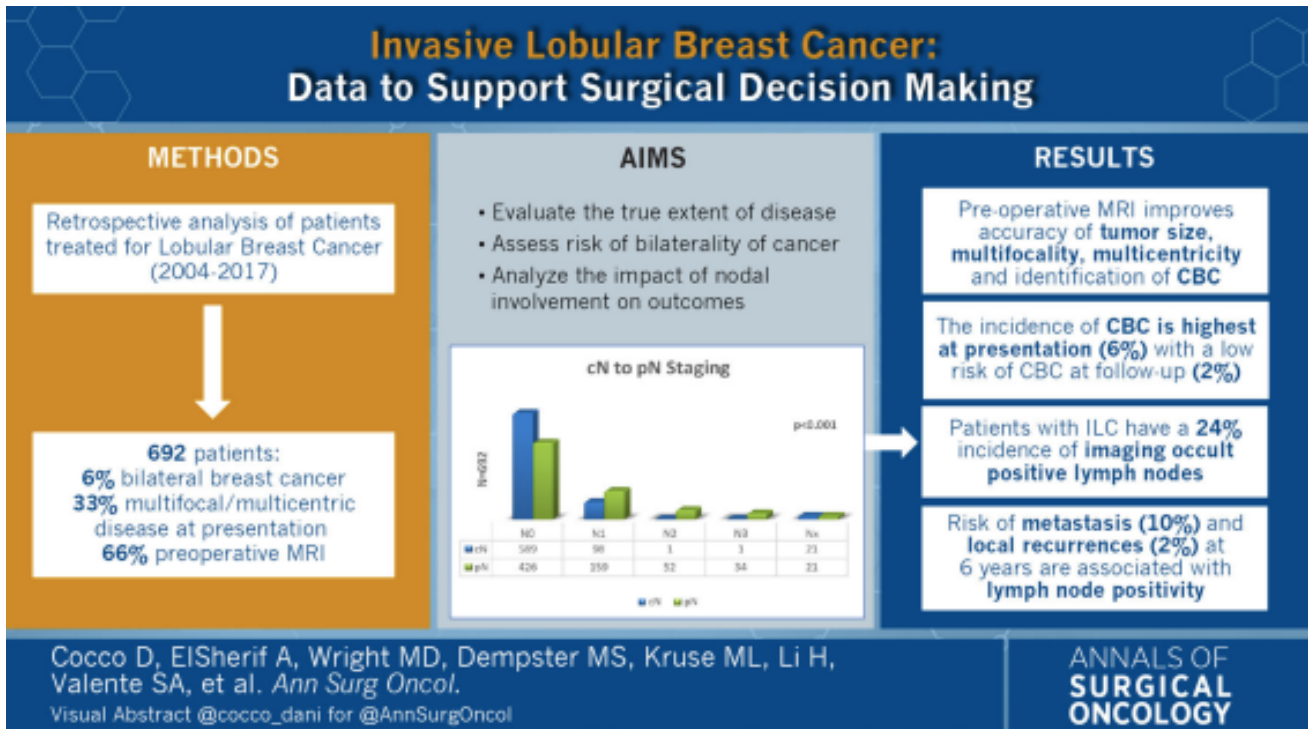 Invasive Lobular Breast Cancer:
Data to Support Surgical Decision Making
METHODS
Retrospective analysis of patients
treated for Lobular Breast Cancer
(2004-2017)
692 patients:
6% bilateral breast cancer
33% multifocal/multicentric
disease at presentation
66% preoperative MRI
AIMS
• Evaluate the true extent of disease
• Assess risk of bilaterality of cancer
• Analyze the impact of nodal
involvement on outcomes
cN to pN Staging
p<0.001
N=692
N0 N1 N2 N3 Nx
cN 98 1 21
pN 426 159 52 34 21
cN pN
RESULTS
Pre-operative MRI improves
accuracy of tumor size,
multifocality, multicentricity
and identification of CBC
The incidence of CBC is highest
at presentation (6%) with a low
risk of CBC at follow-up (2%)
Patients with ILC have a 24%
incidence of imaging occult
positive lymph nodes
Risk of metastasis (10%) and
local recurrences (2%) at
6 years are associated with
lymph node positivity
Cocco D, ElSherif A, Wright MD, Dempster MS, Kruse ML, Li H,
Valente SA, et al. Ann Surg Oncol.
Visual Abstract @cocco_dani for @AnnSurgOncol
ANNALS OF
SURGICAL
ONCOLOGY